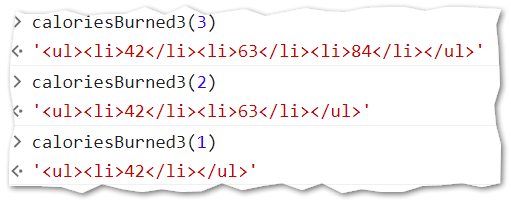 > caloriesBurned3(3)
<· '<ul><li>42</li><li>63</li><li>84</li></ul>'
> caloriesBurned3(2)
<· '<ul><li>42</li><li>63</li></ul>'
> caloriesBurned3(1)
<· '<ul><li>42</li></ul>'